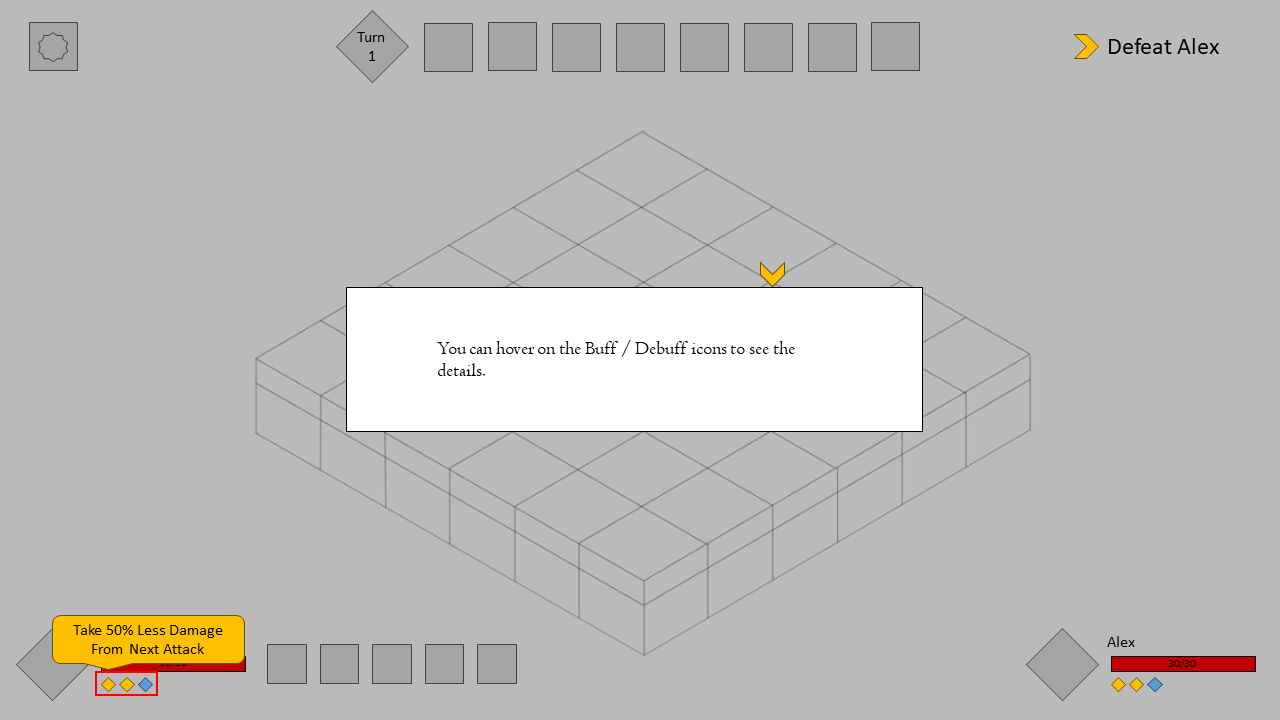 Turn
1
Defeat Alex
You can hover on the Buff / Debuff icons to see the
details.
Take 50% Less Damage
From Next Attack
Alex
30/30